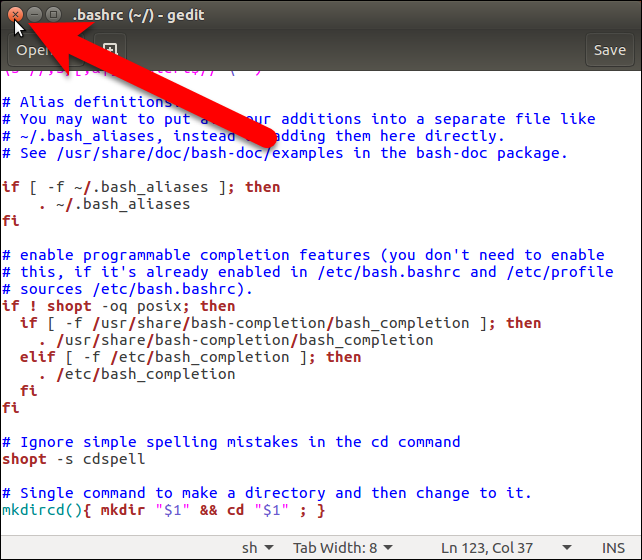 .bashrc (~/) - gedit
Open
Save
# Alias definitions.
# You may want to put all your additions into a separate file like
# ~/.bash_aliases, instead of adding them here directly.
# See /usr/share/doc/bash-doc/examples in the bash-doc package.
if [ -f ~/.bash_aliases ]; then
    . ~/.bash_aliases
fi
# enable programmable completion features (you don't need to enable
# this, if it's already enabled in /etc/bash.bashrc and /etc/profile
# sources /etc/bash.bashrc).
if ! shopt -oq posix; then
  if [ -f /usr/share/bash-completion/bash_completion ]; then
    . /usr/share/bash-completion/bash_completion
  elif [ -f /etc/bash_completion ]; then
    . /etc/bash_completion
  fi
fi
# Ignore simple spelling mistakes in the cd command
shopt -s cdspell
# Single command to make a directory and then change to it.
mkdircd(){ mkdir "$1" && cd "$1" ; }
sh
Tab Width: 8
Ln 123, Col 37
INS